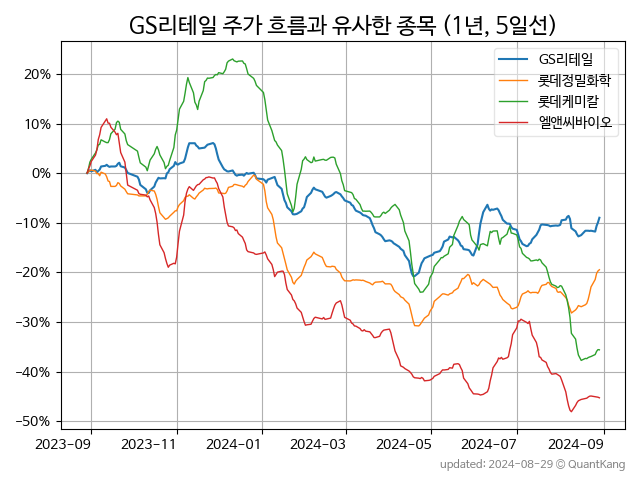 GS리테일 주가 흐름과 유사한 종목 (1년, 5일선)
GS리테일
롯데정밀화학
롯데케미칼
엘앤씨바이오
20%
10%
0%
−10%
−20%
−30%
−40%
−50%
2023-09 2023-11 2024-01 2024-03 2024-05 2024-07 2024-09
updated: 2024-08-29 © QuantKang